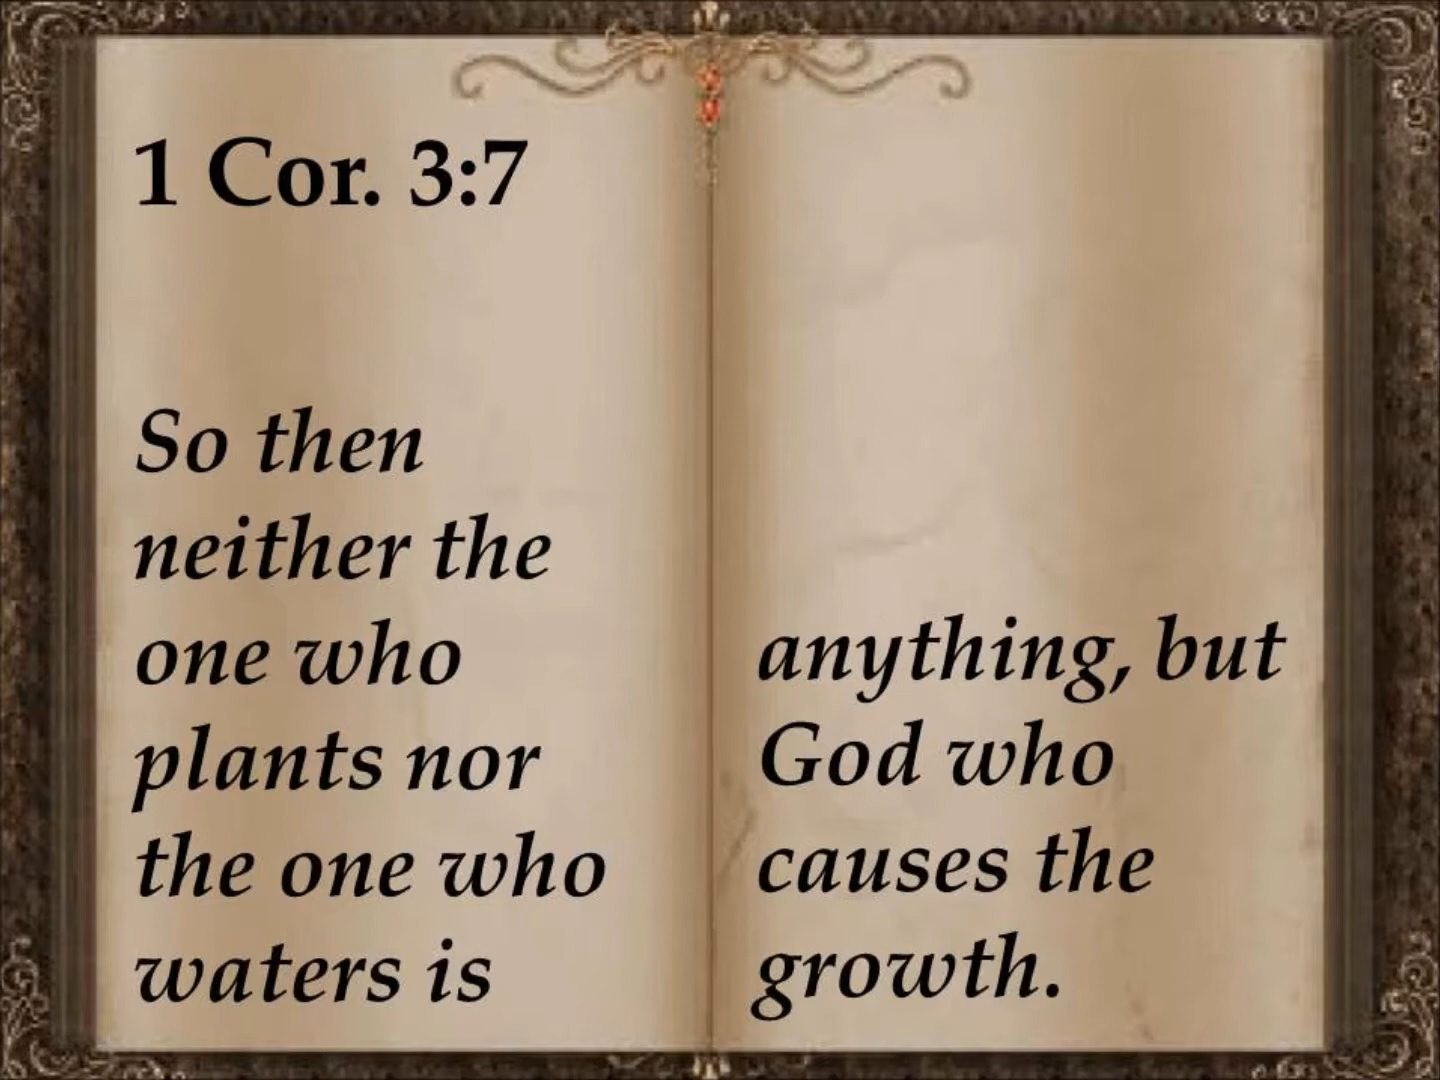 1 Cor. 3:7
So then
neither the
one who
plants nor
the one who
waters is
anything, but
God who
causes the
growth.